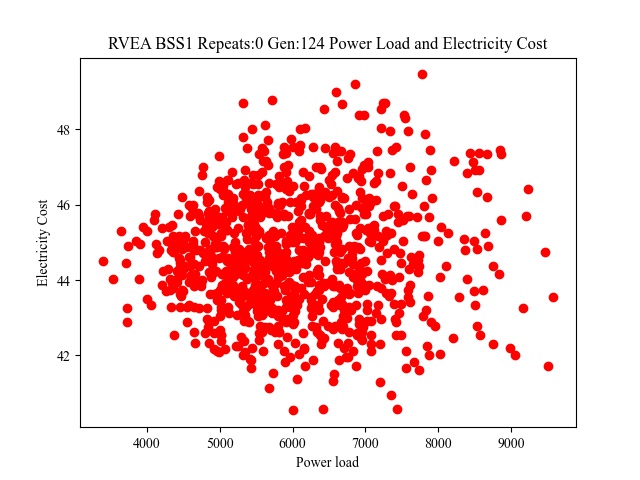 RVEA BSS1 Repeats:0 Gen:124 Power Load and Electricity Cost
48
46
44
42
Electricity Cost
4000 5000 6000 7000 8000 9000
Power load